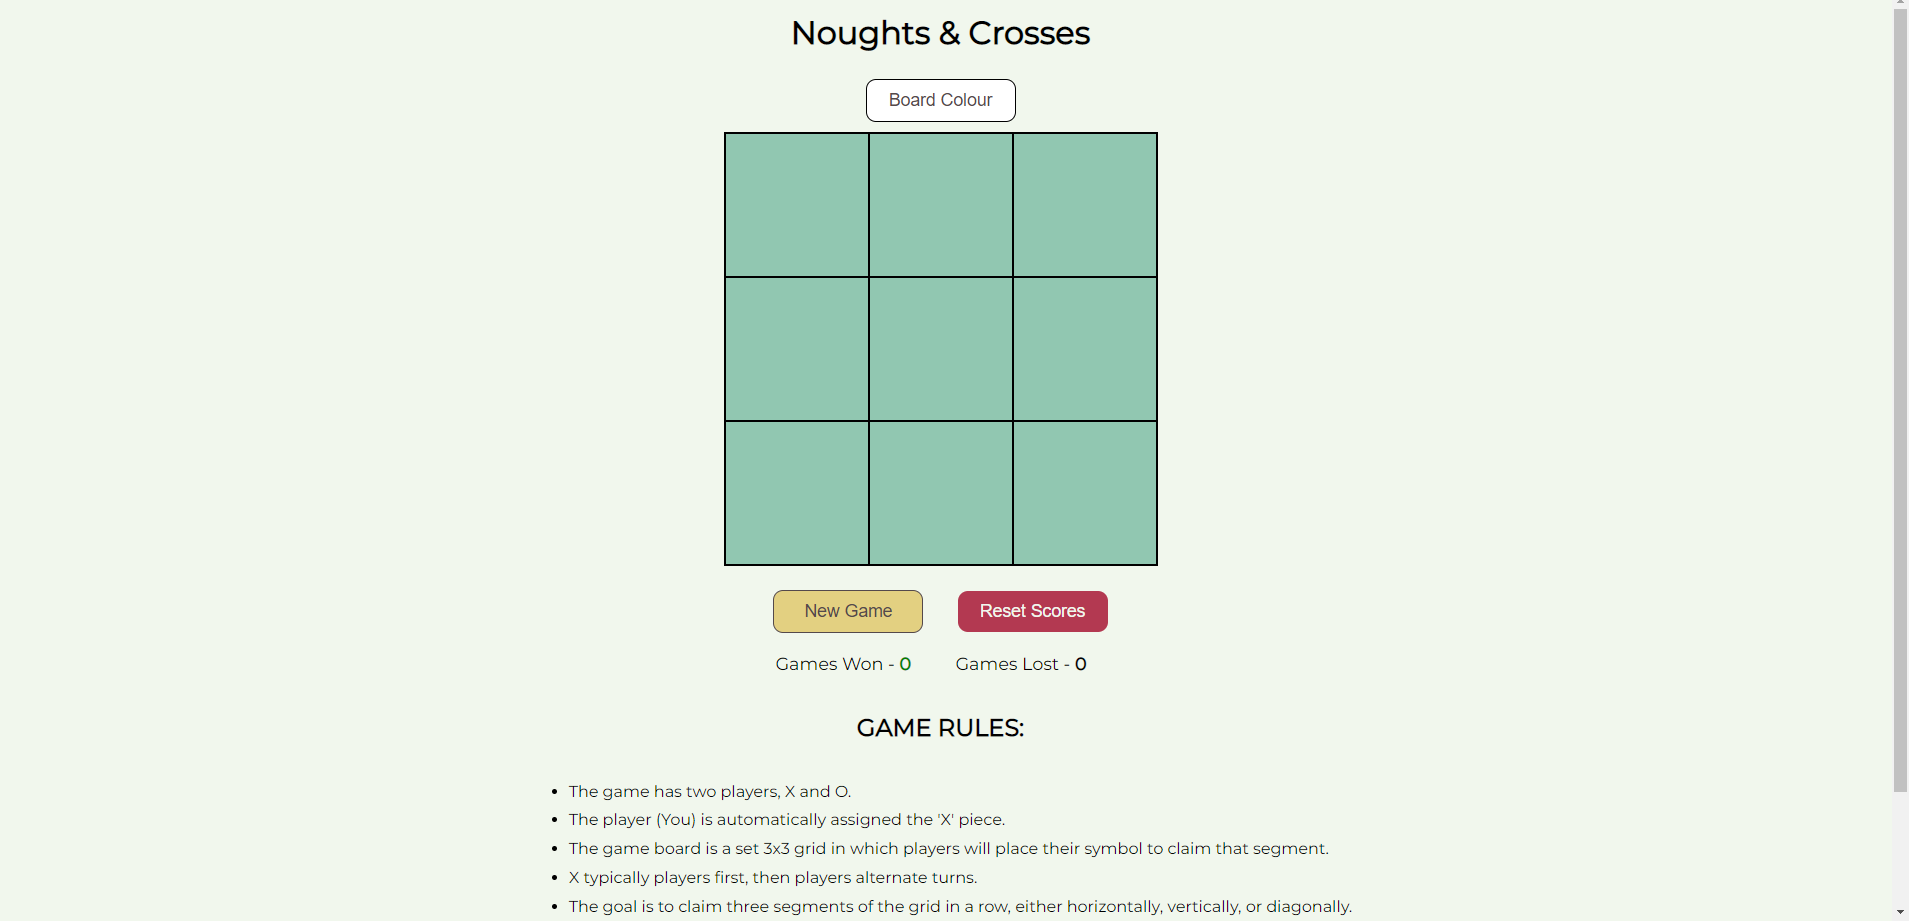 Noughts & Crosses
Board Colour
New Game
Reset Scores
Games Won - 0
Games Lost - 0
GAME RULES:
• The game has two players, X and O.
• The player (You) is automatically assigned the 'X' piece.
• The game board is a set 3x3 grid in which players will place their symbol to claim that segment.
• X typically players first, then players alternate turns.
• The goal is to claim three segments of the grid in a row, either horizontally, vertically, or diagonally.